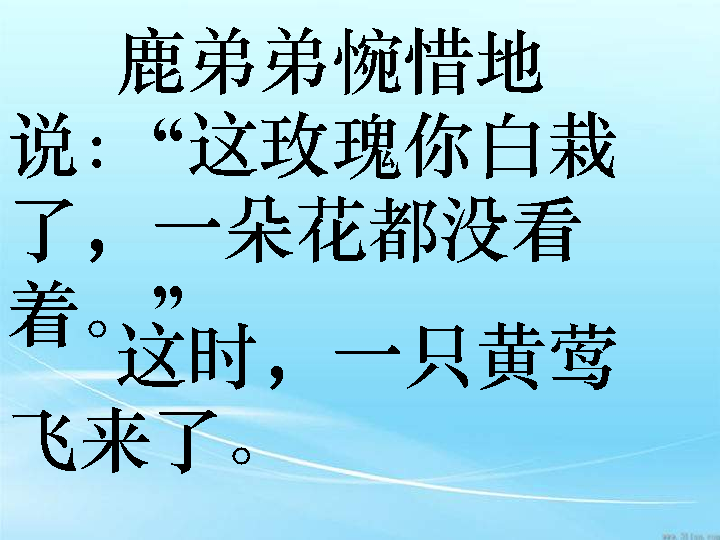 鹿弟弟惋惜地
说：“这玫瑰你白栽
了，一朵花都没看
着。”
这时，一只黄莺
飞来了。